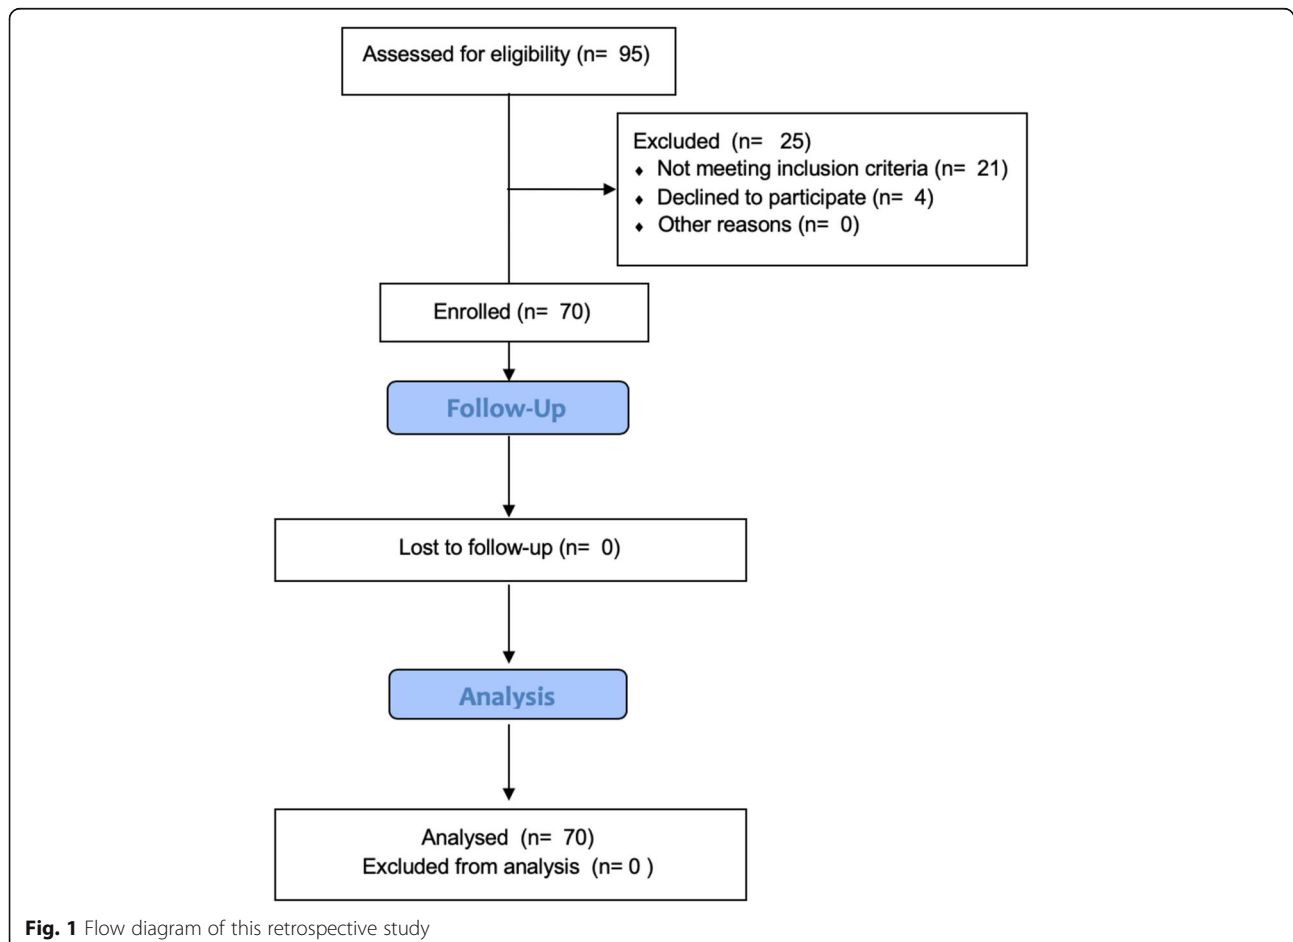 Assessed for eligibility (n= 95)
Excluded (n= 25)
♦ Not meeting inclusion criteria (n= 21)
♦ Declined to participate (n= 4)
♦ Other reasons (n= 0)
Enrolled (n= 70)
Follow-Up
Lost to follow-up (n= 0)
Analysis
Analysed (n= 70)
Excluded from analysis (n= 0 )
Fig. 1 Flow diagram of this retrospective study